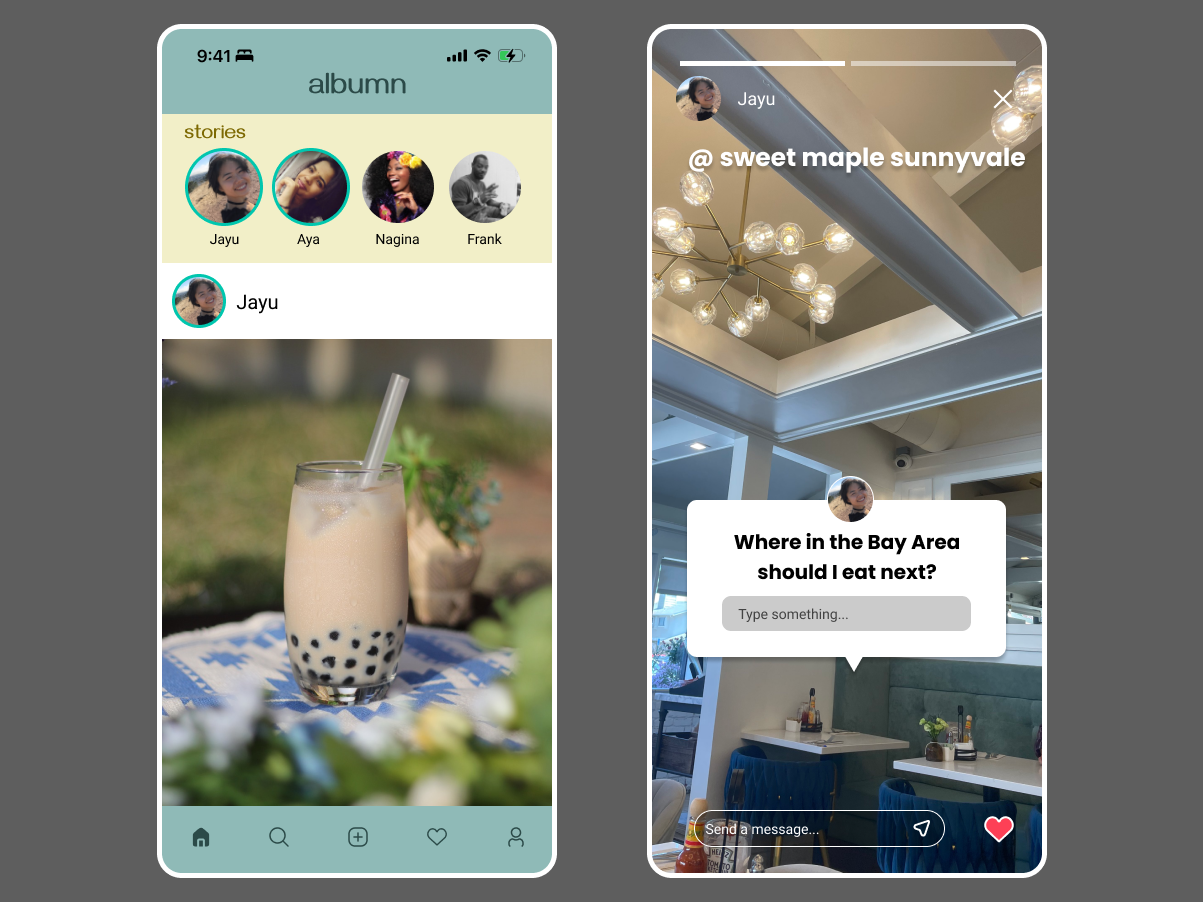 9:41
albumn
stories
Jayu
Aya
Nagina
Frank
Jayu
Jayu
@ sweet maple sunnyvale
Where in the Bay Area
should I eat next?
Type something...
Send a message...